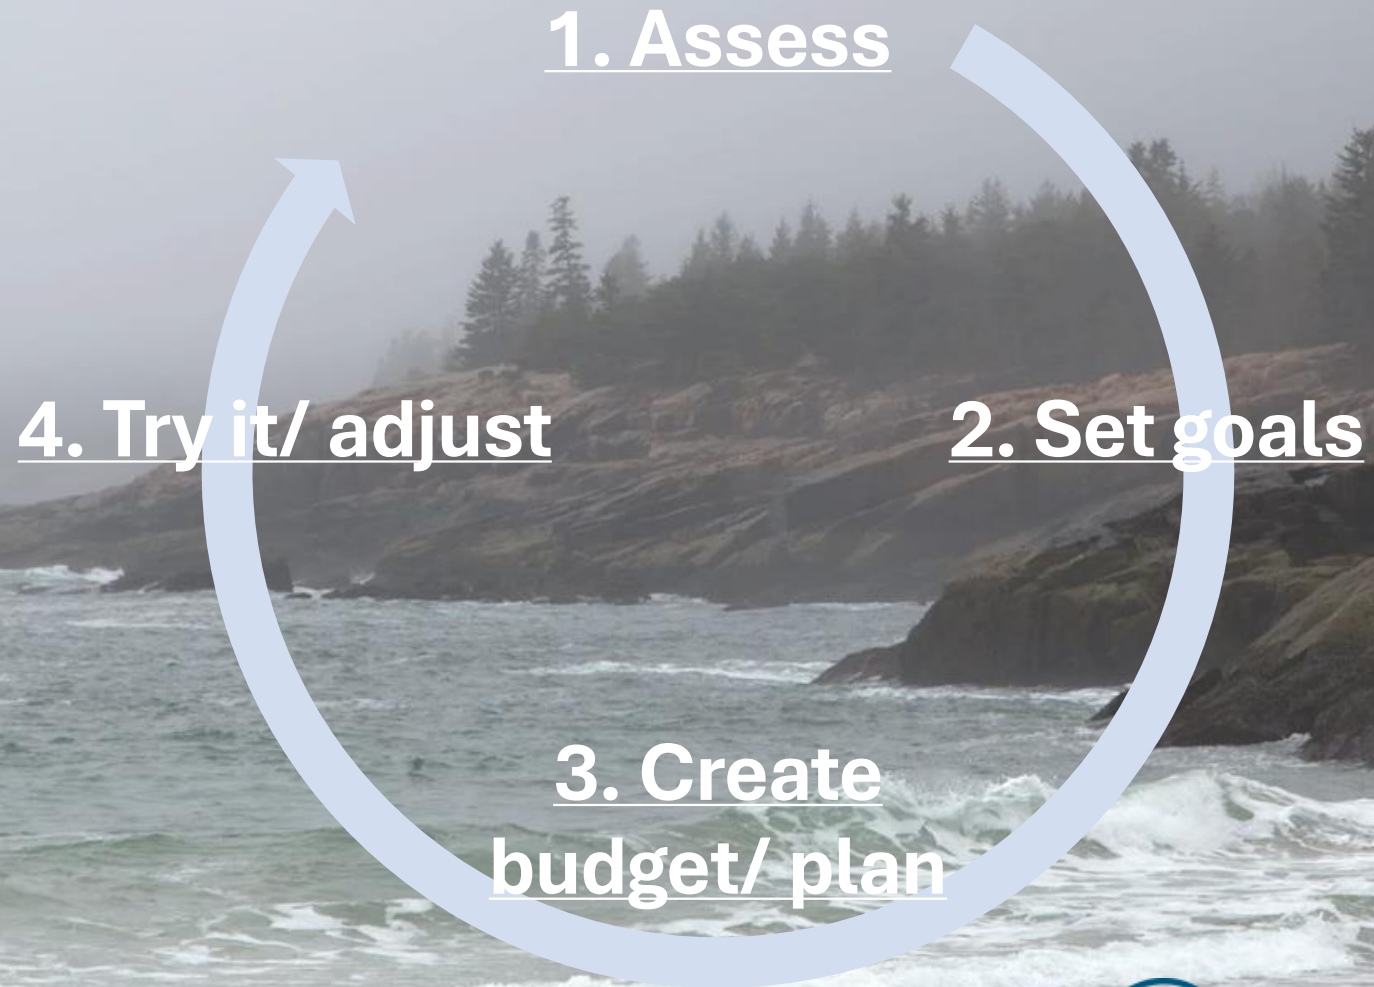 1. Assess
4. Try it/ adjust
2. Set goals
3. Create
budget/ plan